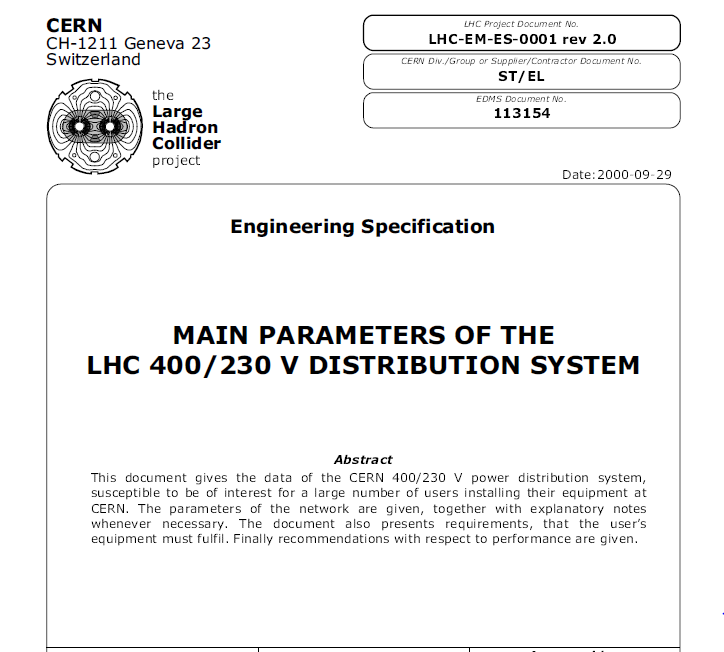 CERN
CH-1211 Geneva 23
Switzerland
the
Large
Hadron
Collider
project
LHC Project Document No.
LHC-EM-ES-0001 rev 2.0
CERN Div./Group or Supplier/Contractor Document No.
ST/EL
EDMS Document No.
113154
Date:2000-09-29
Engineering Specification
MAIN PARAMETERS OF THE
LHC 400/230 V DISTRIBUTION SYSTEM
Abstract
This document gives the data of the CERN 400/230 V power distribution system,
susceptible to be of interest for a large number of users installing their equipment at
CERN. The parameters of the network are given, together with explanatory notes
whenever necessary. The document also presents requirements, that the user's
equipment must fulfil. Finally recommendations with respect to performance are given.